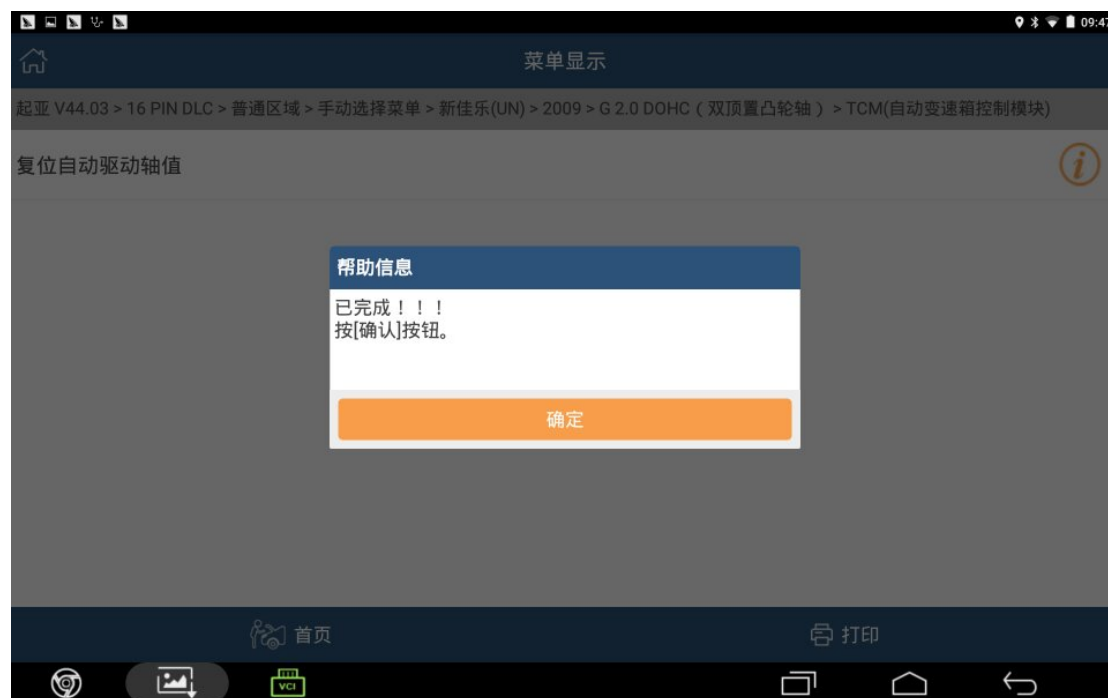 09:47
菜单显示
起亚 V44.03 > 16 PIN DLC > 普通区域 > 手动选择菜单 > 新佳乐(UN) > 2009 > G 2.0 DOHC（双顶置凸轮轴）> TCM(自动变速箱控制模块)
复位自动驱动轴值
i
帮助信息
已完成！！！
按[确认]按钮。
确定
首页
打印
VCI